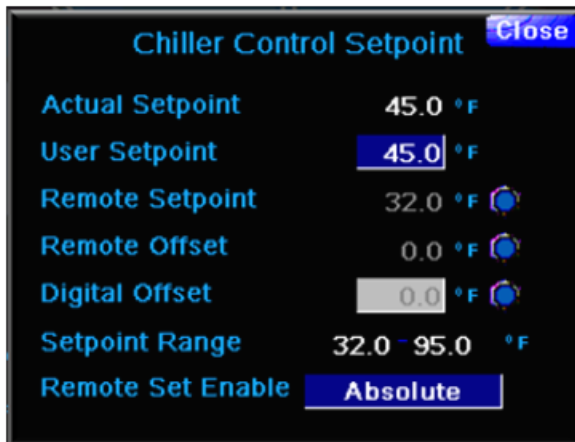 Chiller Control Setpoint Close
Actual Setpoint 45.0 °F
User Setpoint 45.0 °F
Remote Setpoint 32.0 °F
Remote Offset 0.0 °F
Digital Offset 0.0 °F
Setpoint Range 32.0 - 95.0 °F
Remote Set Enable Absolute